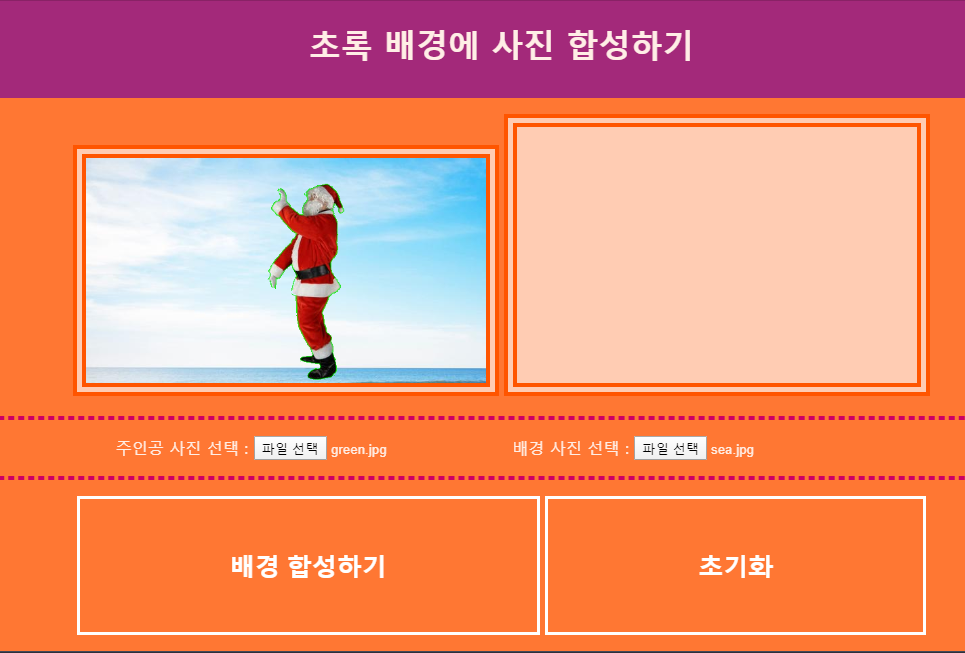 초록 배경에 사진 합성하기
주인공 사진 선택 : 파일 선택 green.jpg
배경 사진 선택 : 파일 선택 sea.jpg
배경 합성하기
초기화